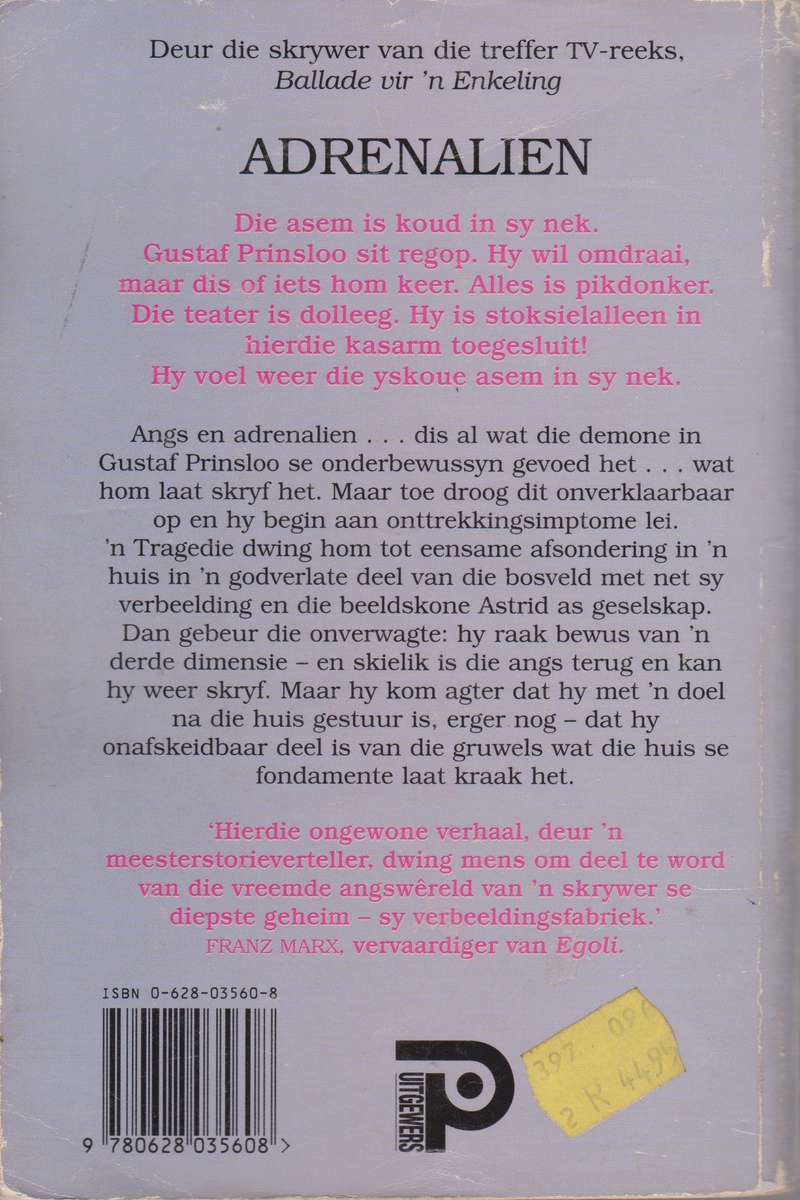 Deur die skrywer van die treffer TV-reeks,
Ballade vir 'n Enkeling
ADRENALIEN
Die asem is koud in sy nek.
Gustaf Prinsloo sit regop. Hy wil omdraai,
maar dis of iets hom keer. Alles is pikdonker.
Die teater is dolleeg. Hy is stoksielalleen in
hierdie kasarm toegesluit!
Hy voel weer die yskoue asem in sy nek.
Angs en adrenalien . . . dis al wat die demone in
Gustaf Prinsloo se onderbewussyn gevoed het . . . wat
hom laat skryf het. Maar toe droog dit onverklaarbaar
op en hy begin aan onttrekkingsimptome lei.
'n Tragedie dwing hom tot eensame afsondering in 'n
huis in 'n godverlate deel van die bosveld met net sy
verbeelding en die beeldskone Astrid as geselskap.
Dan gebeur die onverwagte: hy raak bewus van 'n
derde dimensie – en skielik is die angs terug en kan
hy weer skryf. Maar hy kom agter dat hy met 'n doel
na die huis gestuur is, erger nog – dat hy
onafskeidbaar deel is van die gruwels wat die huis se
fondamente laat kraak het.
'Hierdie ongewone verhaal, deur 'n
meesterstorieverteller, dwing mens om deel te word
van die vreemde angswêreld van 'n skrywer se
diepste geheim – sy verbeeldingsfabriek.'
FRANZ MARX, vervaardiger van Egoli.
ISBN 0-628-03560-8
9 780628 035608 >
UITGEWERS
397
2 K 4495